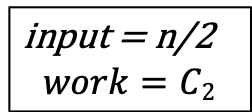 input = n/2
work = C₂